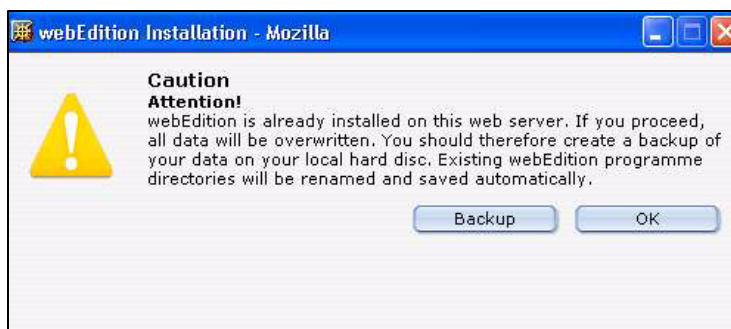 webEdition Installation - Mozilla
Caution
Attention!
webEdition is already installed on this web server. If you proceed,
all data will be overwritten. You should therefore create a backup of
your data on your local hard disc. Existing webEdition programme
directories will be renamed and saved automatically.
Backup OK